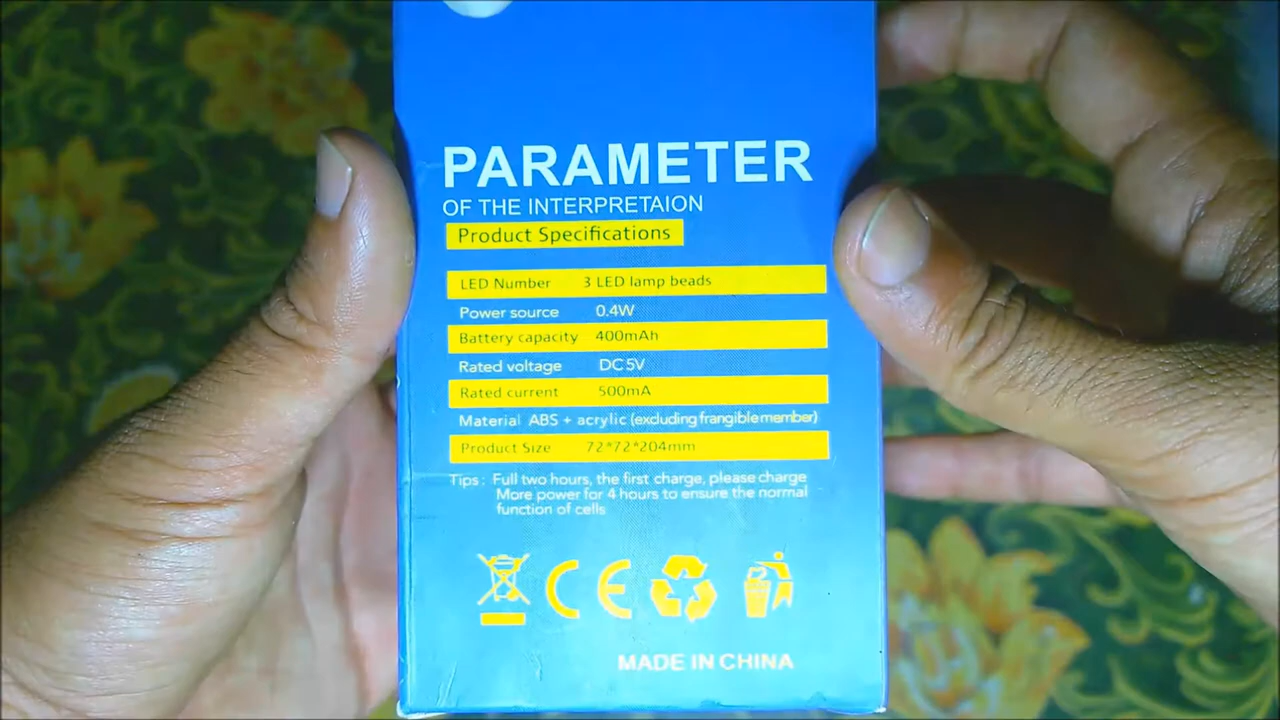 PARAMETER
OF THE INTERPRETAION
Product Specifications
LED Number 3 LED lamp beads
Power source 0.4W
Battery capacity 400mAh
Rated voltage DC5V
Rated current 500mA
Material ABS + acrylic (excluding frangible member)
Product Size 72*72*204mm
Tips : Full two hours, the first charge, please charge
More power for 4 hours to ensure the normal
function of cells
CE
MADE IN CHINA